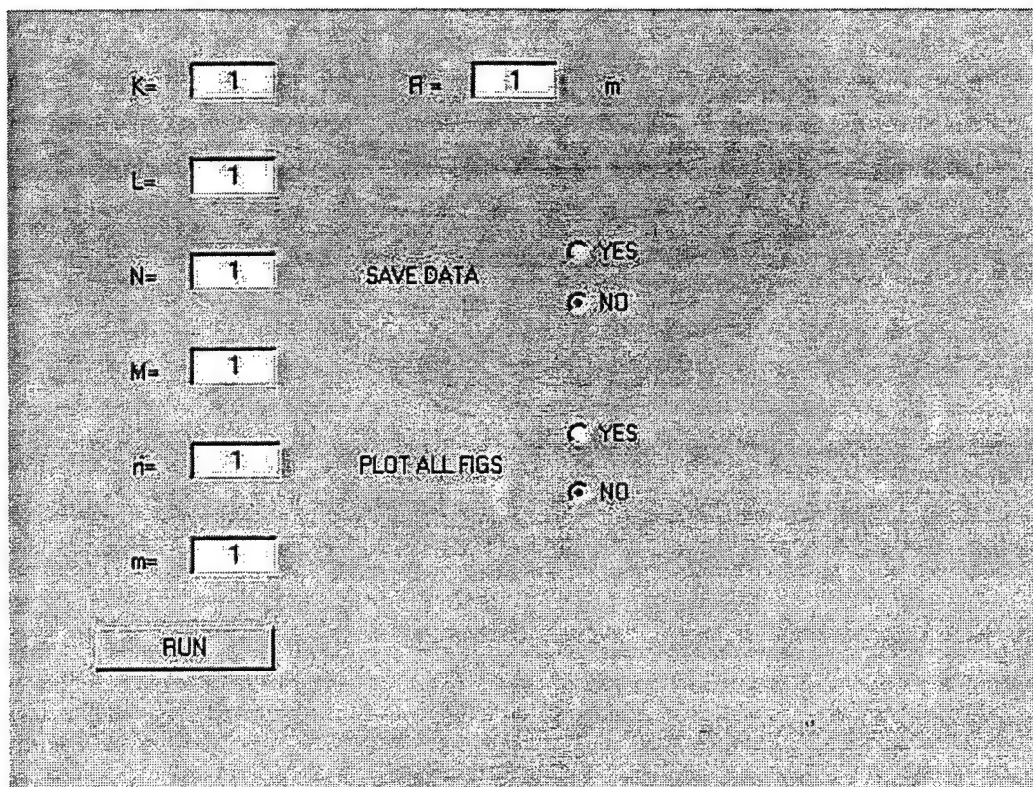 K= 1 R= 1 m
L= 1
YES
N= 1 SAVE DATA
NO
M= 1
YES
n= 1 PLOT ALL FIGS
NO
m= 1
RUN